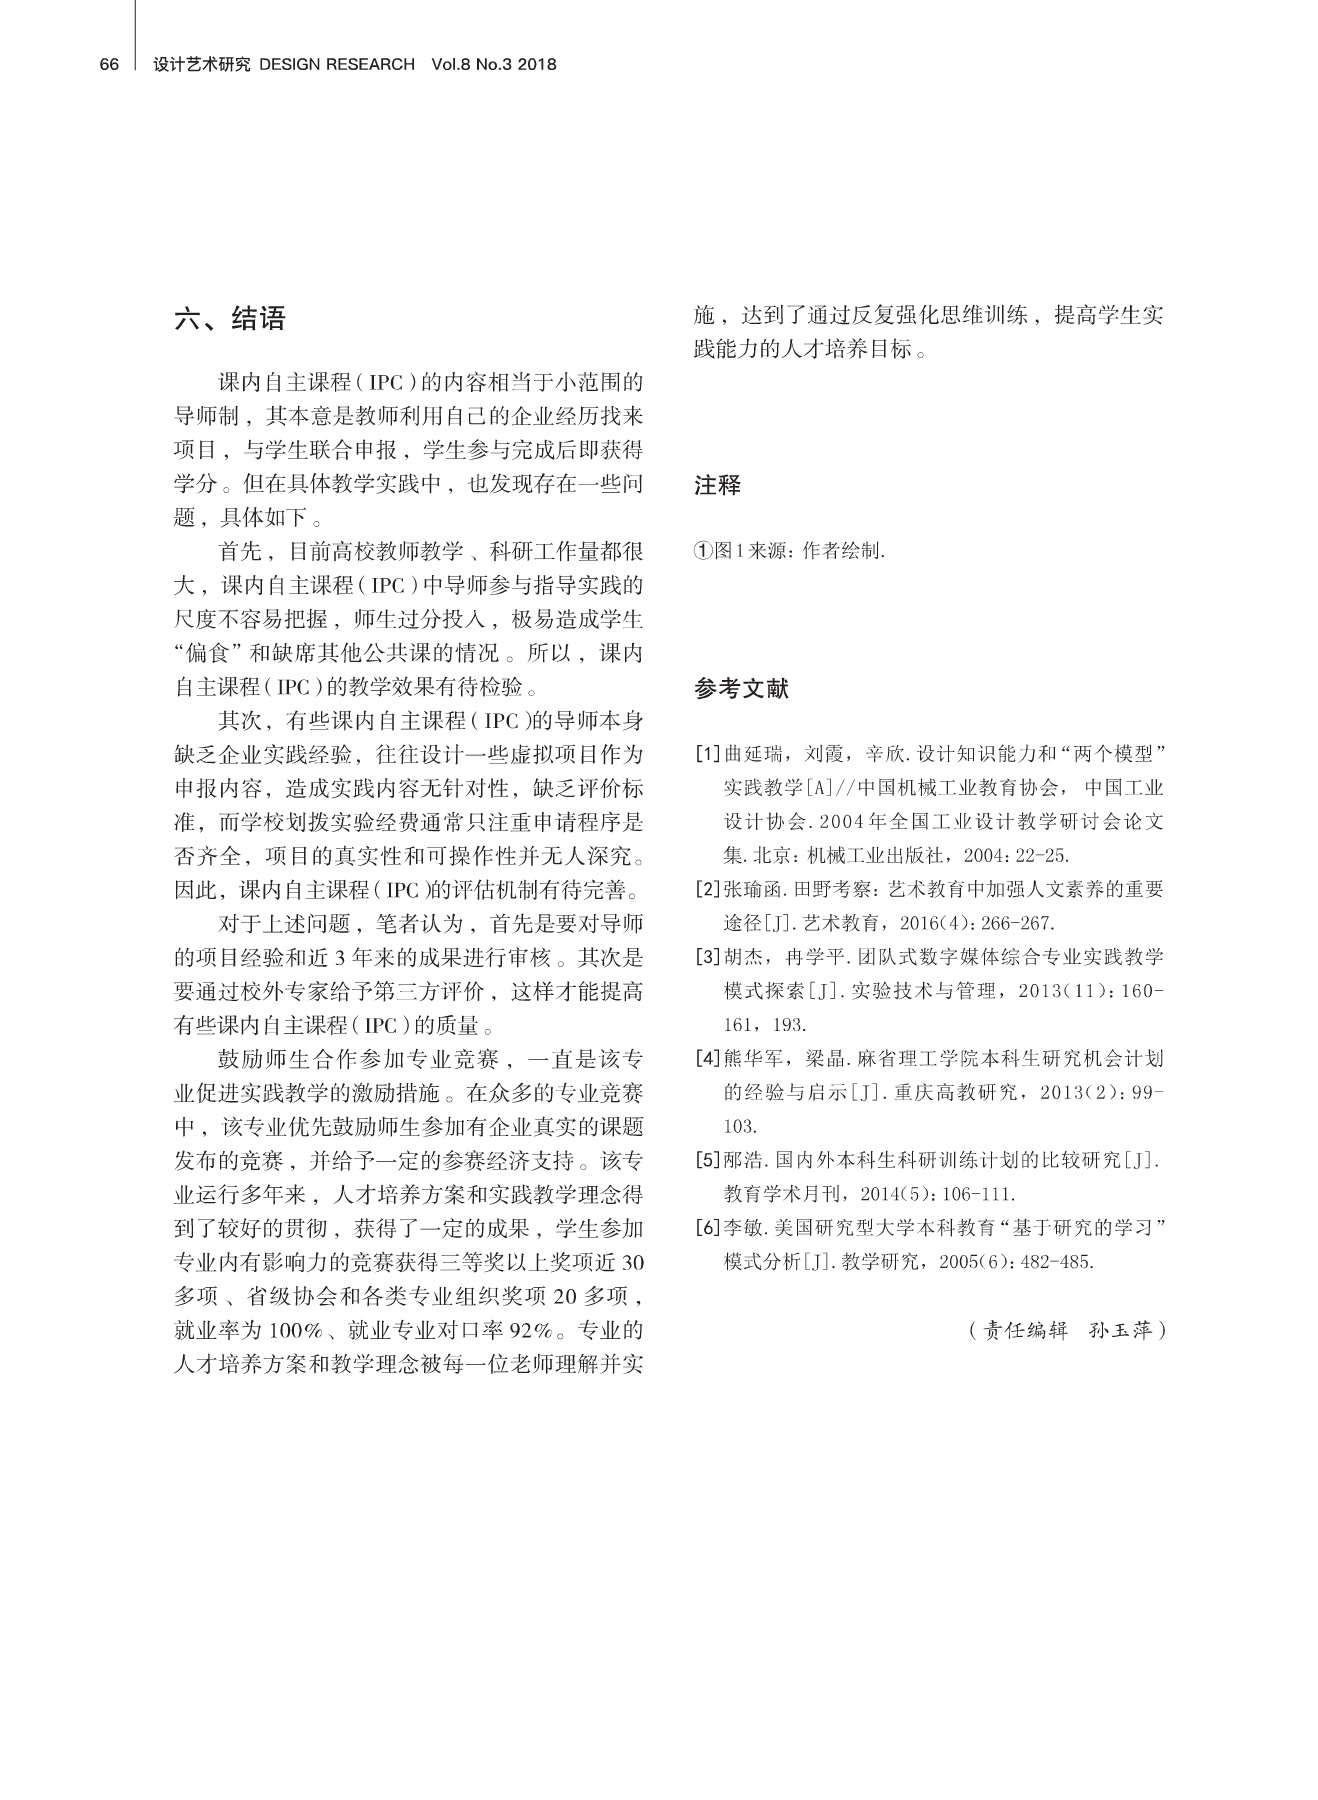 66 设计艺术研究 DESIGN RESEARCH Vol.8 No.3 2018
六、结语
课内自主课程(IPC)的内容相当于小范围的
导师制，其本意是教师利用自己的企业经历找来
项目，与学生联合申报，学生参与完成后即获得
学分。但在具体教学实践中，也发现存在一些问
题，具体如下。
首先，目前高校教师教学、科研工作量都很
大，课内自主课程(IPC)中导师参与指导实践的
尺度不容易把握，师生过分投入，极易造成学生
“偏食”和缺席其他公共课的情况。所以，课内
自主课程(IPC)的教学效果有待检验。
其次，有些课内自主课程(IPC)的导师本身
缺乏企业实践经验，往往设计一些虚拟项目作为
申报内容，造成实践内容无针对性，缺乏评价标
准，而学校划拨实验经费通常只注重申请程序是
否齐全，项目的真实性和可操作性并无人深究。
因此，课内自主课程(IPC)的评估机制有待完善。
对于上述问题，笔者认为，首先是要对导师
的项目经验和近 3 年来的成果进行审核。其次是
要通过校外专家给予第三方评价，这样才能提高
有些课内自主课程(IPC)的质量。
鼓励师生合作参加专业竞赛，一直是该专
业促进实践教学的激励措施。在众多的专业竞赛
中，该专业优先鼓励师生参加有企业真实的课题
发布的竞赛，并给予一定的参赛经济支持。该专
业运行多年来，人才培养方案和实践教学理念得
到了较好的贯彻，获得了一定的成果，学生参加
专业内有影响力的竞赛获得三等奖以上奖项近 30
多项、省级协会和各类专业组织奖项 20 多项，
就业率为 100%、就业专业对口率 92%。专业的
人才培养方案和教学理念被每一位老师理解并实
施，达到了通过反复强化思维训练，提高学生实
践能力的人才培养目标。
注释
①图1来源：作者绘制.
参考文献
[1]曲延瑞，刘霞，辛欣.设计知识能力和“两个模型”
实践教学[A]//中国机械工业教育协会，中国工业
设计协会.2004年全国工业设计教学研讨会论文
集.北京：机械工业出版社，2004：22-25.
[2]张瑜函.田野考察：艺术教育中加强人文素养的重要
途径[J].艺术教育，2016(4)：266-267.
[3]胡杰，冉学平.团队式数字媒体综合专业实践教学
模式探索[J].实验技术与管理，2013(11)：160-
161，193.
[4]熊华军，梁晶.麻省理工学院本科生研究机会计划
的经验与启示[J].重庆高教研究，2013(2)：99-
103.
[5]邴浩.国内外本科生科研训练计划的比较研究[J].
教育学术月刊，2014(5)：106-111.
[6]李敏.美国研究型大学本科教育“基于研究的学习”
模式分析[J].教学研究，2005(6)：482-485.
(责任编辑 孙玉萍)